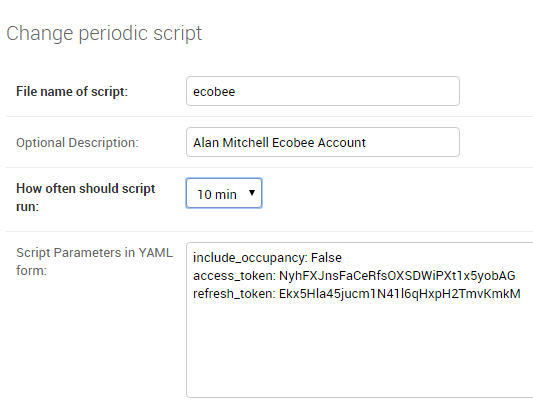 Change periodic script
File name of script: ecobee
Optional Description: Alan Mitchell Ecobee Account
How often should script
run:
10 min
Script Parameters in YAML
form:
include_occupancy: False
access_token: NyhFXJnsFaCeRfsOXSDWiPXt1x5yobAG
refresh_token: Ekx5Hla45jucm1N41l6qHxpH2TmvKmkM